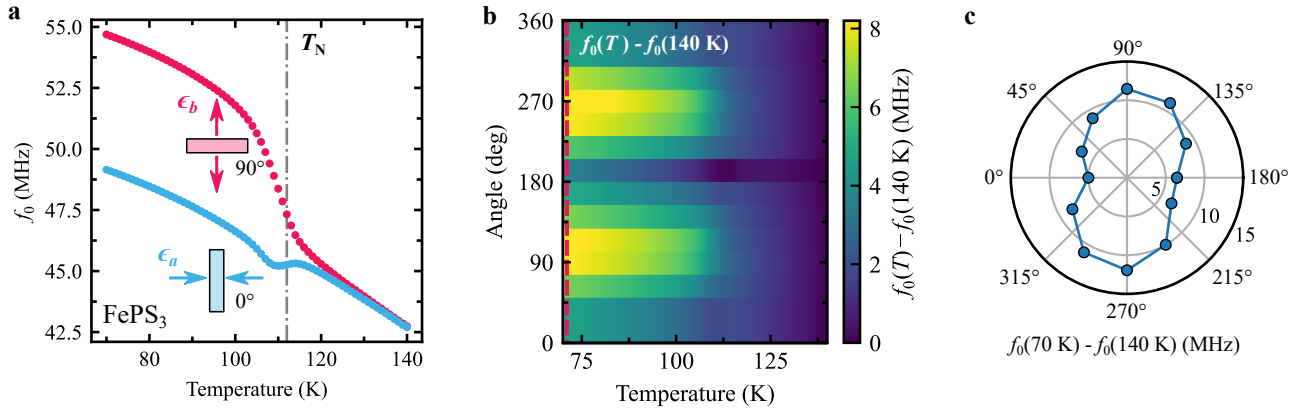 a
55.0
52.5
50.0
47.5
45.0
42.5
f₀ (MHz)
T_N
ϵ_b
90°
ϵ_a
0°
FePS₃
80 100 120 140
Temperature (K)
b
360
270
180
90
0
Angle (deg)
f₀(T) - f₀(140 K)
75 100 125
Temperature (K)
8
6
4
2
0
f₀(T) – f₀(140 K) (MHz)
c
90°
45° 135°
0° 180°
5
10
15
315° 215°
270°
f₀(70 K) - f₀(140 K) (MHz)